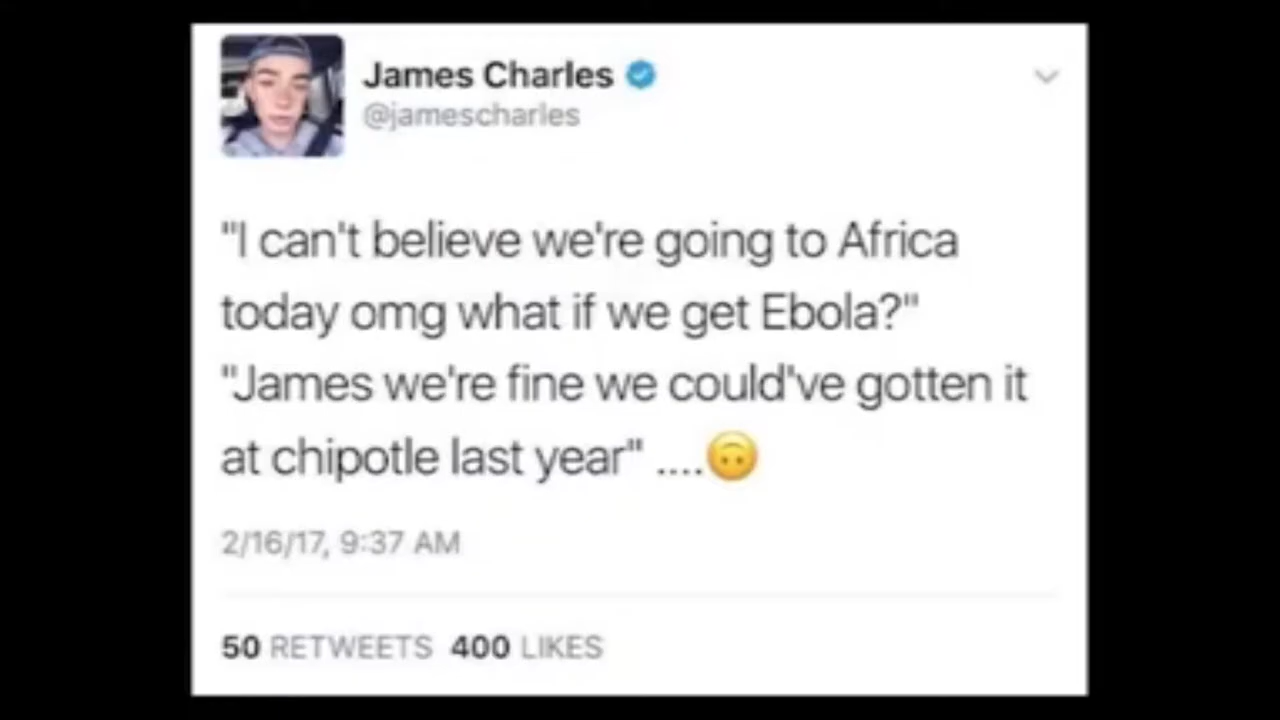 James Charles
@jamescharles
"I can't believe we're going to Africa
today omg what if we get Ebola?"
"James we're fine we could've gotten it
at chipotle last year" ....🙃
2/16/17, 9:37 AM
50 RETWEETS 400 LIKES